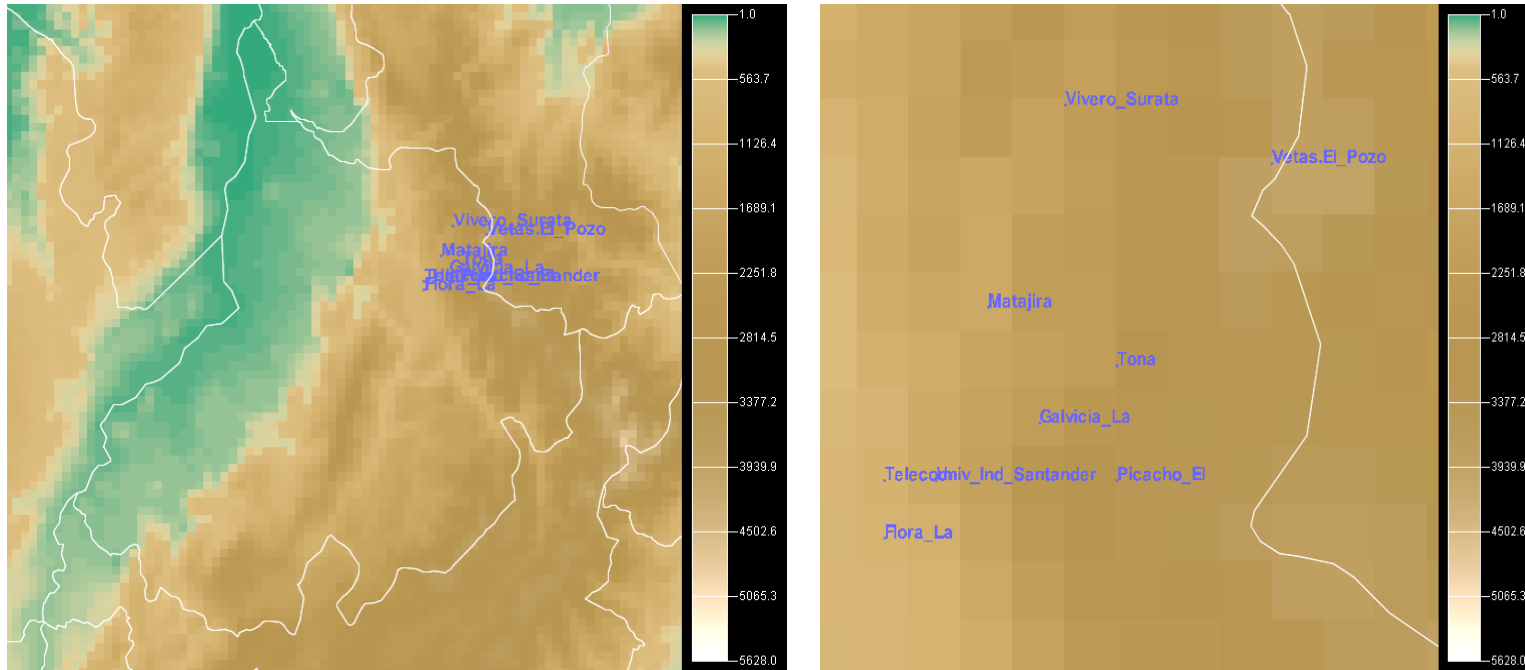 1.0
563.7
1126.4
1689.1
2251.8
2814.5
3377.2
3939.9
4502.6
5065.3
5628.0
Vivero_Surata
Vetas.El_Pozo
Matajira
Tona
Galvicia_La
Flora_La
1.0
563.7
1126.4
1689.1
2251.8
2814.5
3377.2
3939.9
4502.6
5065.3
5628.0
Vivero_Surata
Vetas.El_Pozo
Matajira
Tona
Galvicia_La
Telecom
Univ_Ind_Santander
Picacho_El
Flora_La